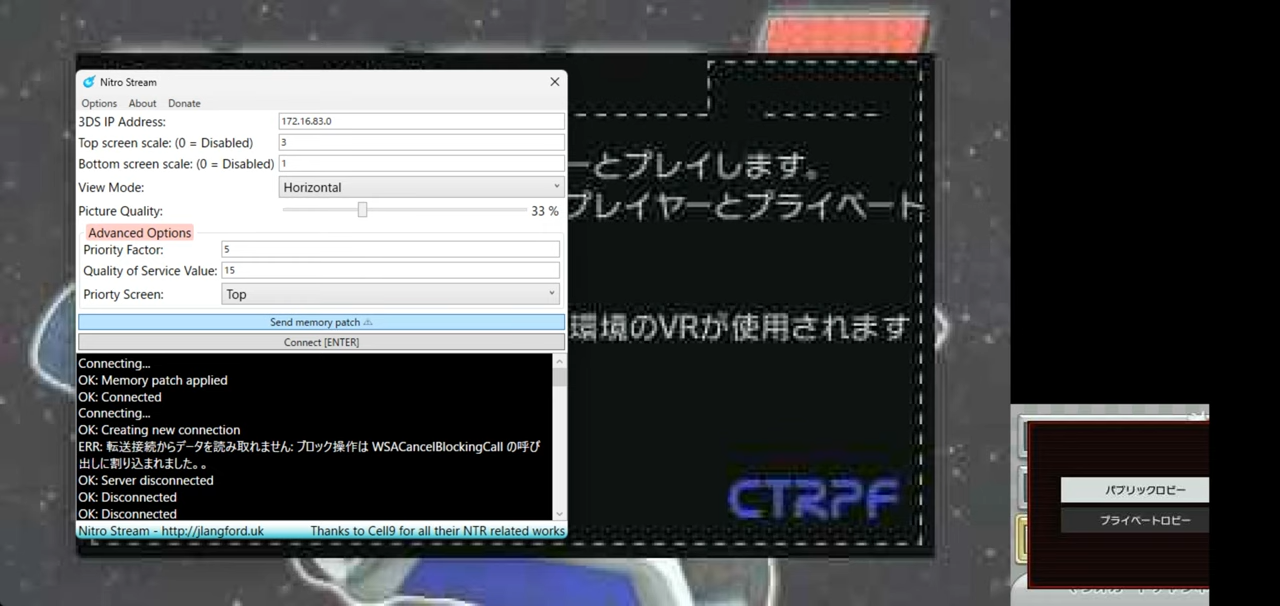 Nitro Stream
Options About Donate
3DS IP Address: 172.16.83.0
Top screen scale: (0 = Disabled) 3
Bottom screen scale: (0 = Disabled) 1
View Mode: Horizontal
Picture Quality: 33 %
Advanced Options
Priority Factor: 5
Quality of Service Value: 15
Priorty Screen: Top
Send memory patch ⚠
Connect [ENTER]
Connecting...
OK: Memory patch applied
OK: Connected
Connecting...
OK: Creating new connection
ERR: 転送接続からデータを読み取れません: ブロック操作は WSACancelBlockingCall の呼び
出しに割り込まれました。。
OK: Server disconnected
OK: Disconnected
OK: Disconnected
Nitro Stream - http://jlangford.uk Thanks to Cell9 for all their NTR related works
ーとプレイします。
プレイヤーとプライベート
環境のVRが使用されます
CTRPF
パブリックロビー
プライベートロビー